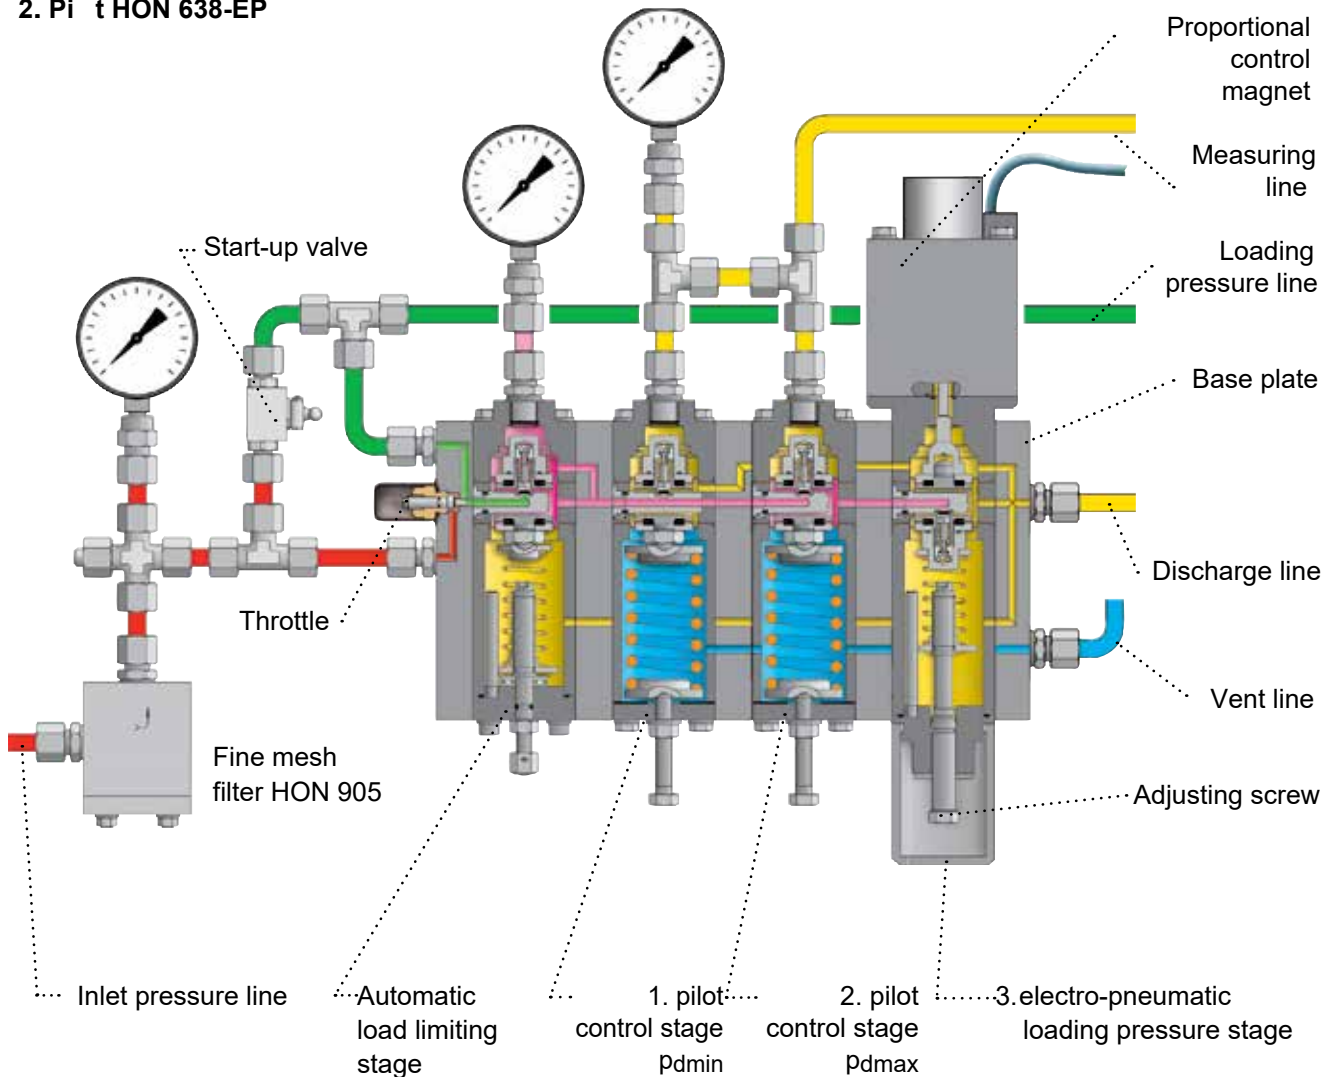 2. Pi t HON 638-EP
Proportional
control
magnet
Measuring
line
Start-up valve
Loading
pressure line
Base plate
Discharge line
Throttle
Vent line
Fine mesh
filter HON 905
Adjusting screw
Inlet pressure line
Automatic
load limiting
stage
1. pilot
control stage
pdmin
2. pilot
control stage
pdmax
3.electro-pneumatic
loading pressure stage